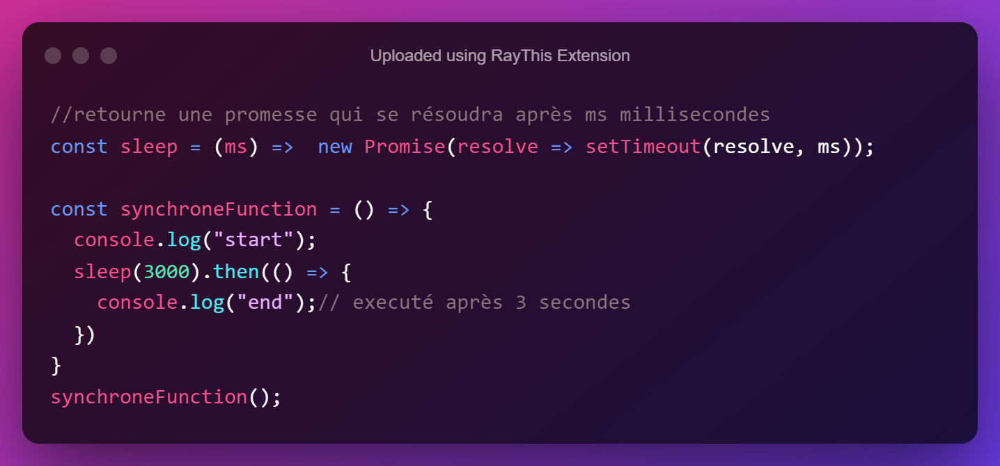 Uploaded using RayThis Extension
//retourne une promesse qui se résoudra après ms millisecondes
const sleep = (ms) =>  new Promise(resolve => setTimeout(resolve, ms));
const synchroneFunction = () => {
  console.log("start");
  sleep(3000).then(() => {
    console.log("end");// executé après 3 secondes
  })
}
synchroneFunction();